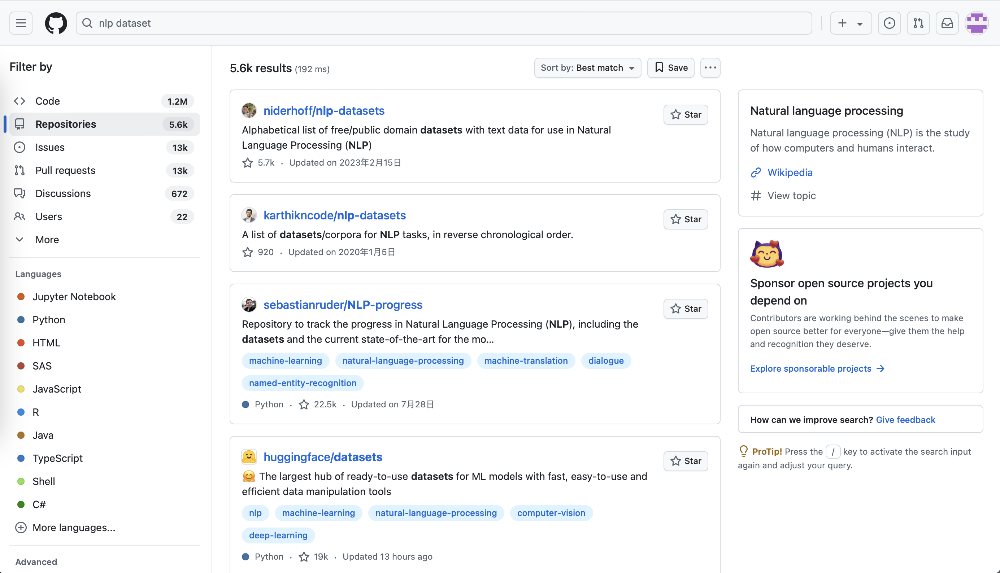 nlp dataset
Filter by
Code 1.2M
Repositories 5.6k
Issues 13k
Pull requests 13k
Discussions 672
Users 22
More
Languages
Jupyter Notebook
Python
HTML
SAS
JavaScript
R
Java
TypeScript
Shell
C#
More languages...
Advanced
5.6k results (192 ms)
Sort by: Best match
Save
niderhoff/nlp-datasets
Star
Alphabetical list of free/public domain datasets with text data for use in Natural
Language Processing (NLP)
5.7k · Updated on 2023年2月15日
karthikncode/nlp-datasets
Star
A list of datasets/corpora for NLP tasks, in reverse chronological order.
920 · Updated on 2020年1月5日
sebastianruder/NLP-progress
Star
Repository to track the progress in Natural Language Processing (NLP), including the
datasets and the current state-of-the-art for the mo...
machine-learning natural-language-processing machine-translation dialogue
named-entity-recognition
Python · 22.5k · Updated on 7月28日
huggingface/datasets
Star
🤗 The largest hub of ready-to-use datasets for ML models with fast, easy-to-use and
efficient data manipulation tools
nlp machine-learning natural-language-processing computer-vision
deep-learning
Python · 19k · Updated 13 hours ago
Natural language processing
Natural language processing (NLP) is the study
of how computers and humans interact.
Wikipedia
# View topic
Sponsor open source projects you
depend on
Contributors are working behind the scenes to make
open source better for everyone—give them the help
and recognition they deserve.
Explore sponsorable projects →
How can we improve search? Give feedback
ProTip! Press the / key to activate the search input
again and adjust your query.